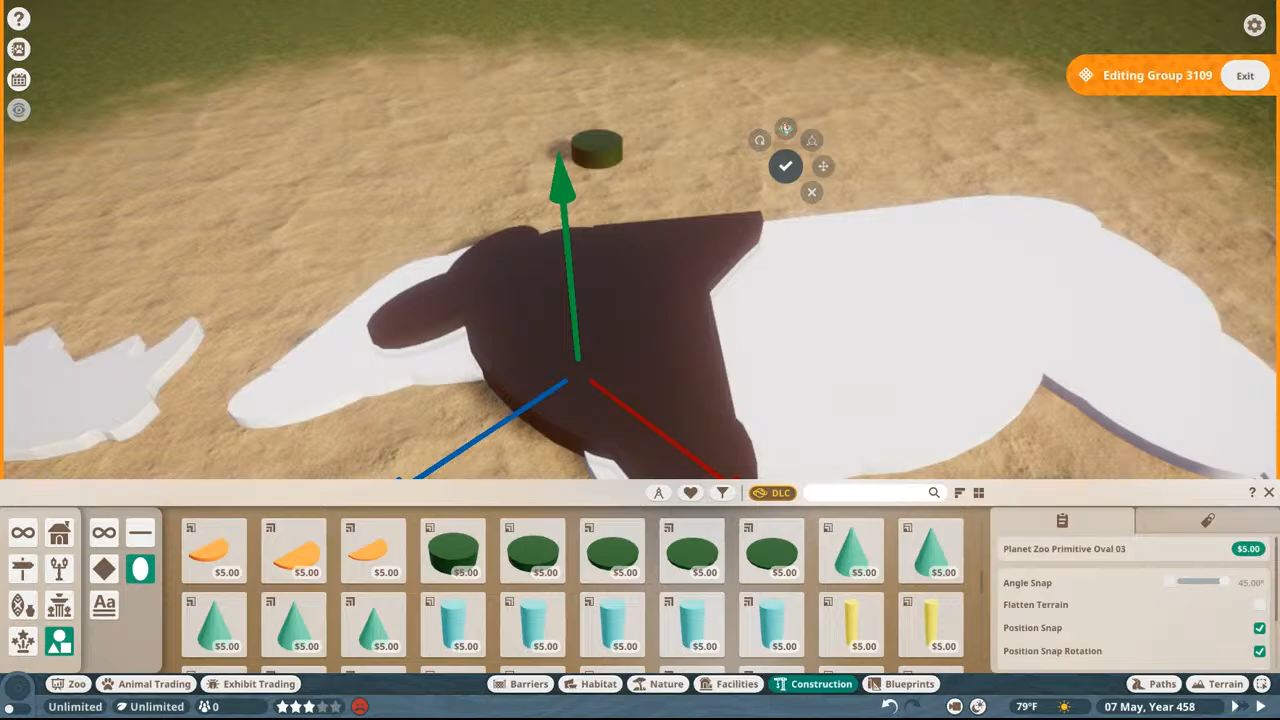 ?
Editing Group 3109 Exit
DLC
? ×
$5.00 $5.00 $5.00 $5.00 $5.00 $5.00 $5.00 $5.00 $5.00 $5.00
Planet Zoo Primitive Oval 03 $5.00
Angle Snap 45.00°
Flatten Terrain
Aa
$5.00 $5.00 $5.00 $5.00 $5.00 $5.00 $5.00 $5.00 $5.00 $5.00
Position Snap
Position Snap Rotation
Zoo Animal Trading Exhibit Trading Barriers Habitat Nature Facilities Construction Blueprints Paths Terrain
Unlimited Unlimited 0 79°F 07 May, Year 458